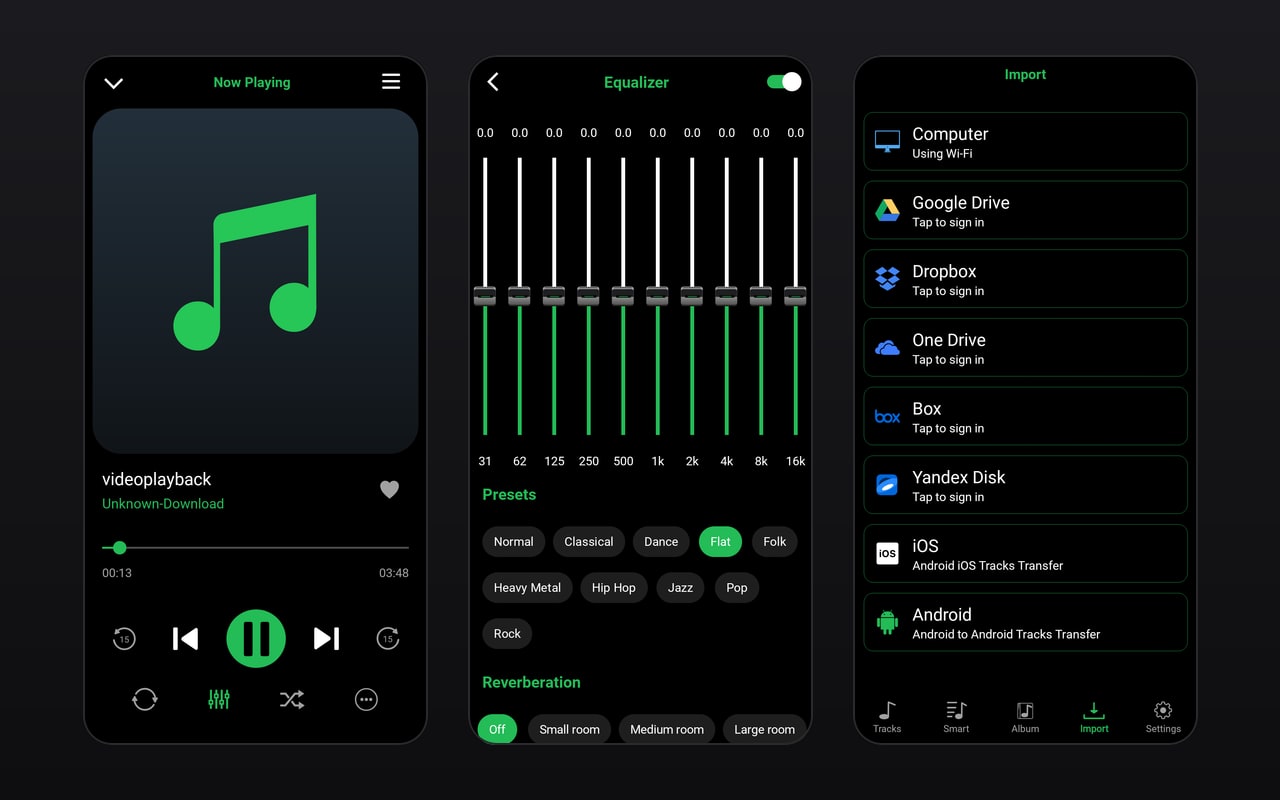 Now Playing
videoplayback
Unknown-Download
00:13 03:48
15 15
Equalizer
0.0 0.0 0.0 0.0 0.0 0.0 0.0 0.0 0.0 0.0
31 62 125 250 500 1k 2k 4k 8k 16k
Presets
Normal Classical Dance Flat Folk
Heavy Metal Hip Hop Jazz Pop
Rock
Reverberation
Off Small room Medium room Large room
Import
Computer
Using Wi-Fi
Google Drive
Tap to sign in
Dropbox
Tap to sign in
One Drive
Tap to sign in
box
Box
Tap to sign in
Yandex Disk
Tap to sign in
iOS
iOS
Android iOS Tracks Transfer
Android
Android to Android Tracks Transfer
Tracks Smart Album Import Settings